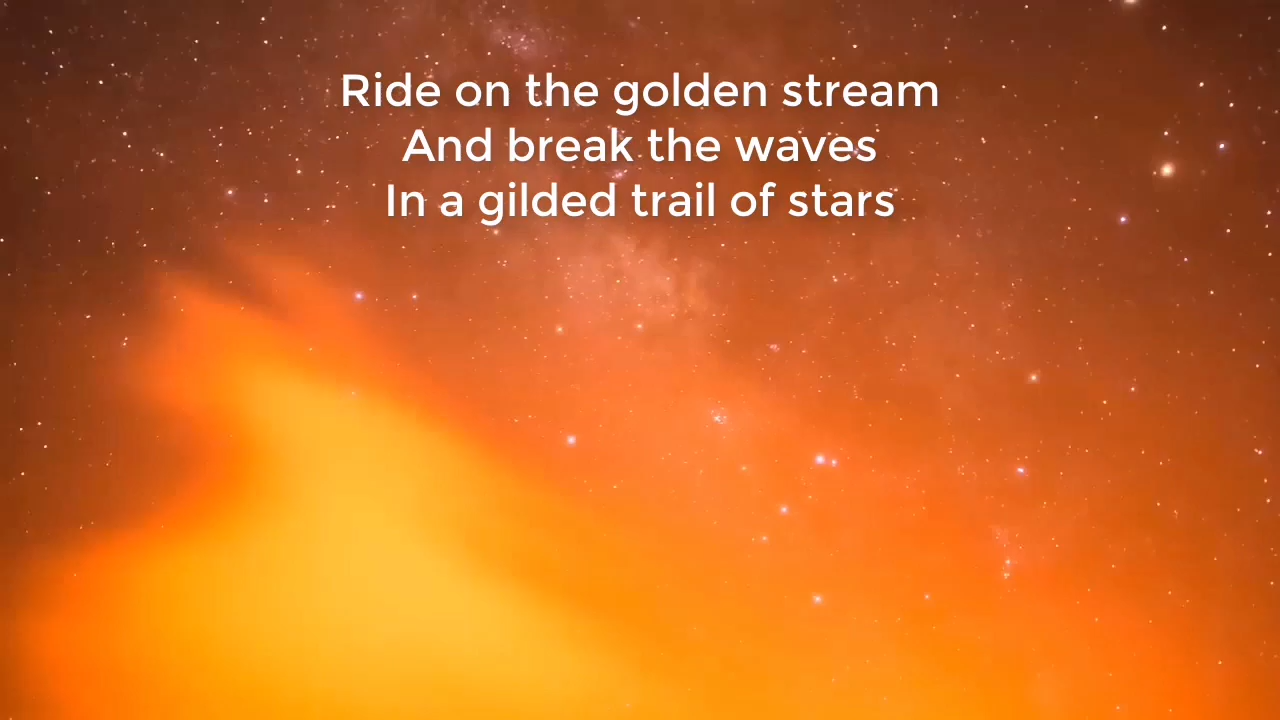 Ride on the golden stream
And break the waves
In a gilded trail of stars